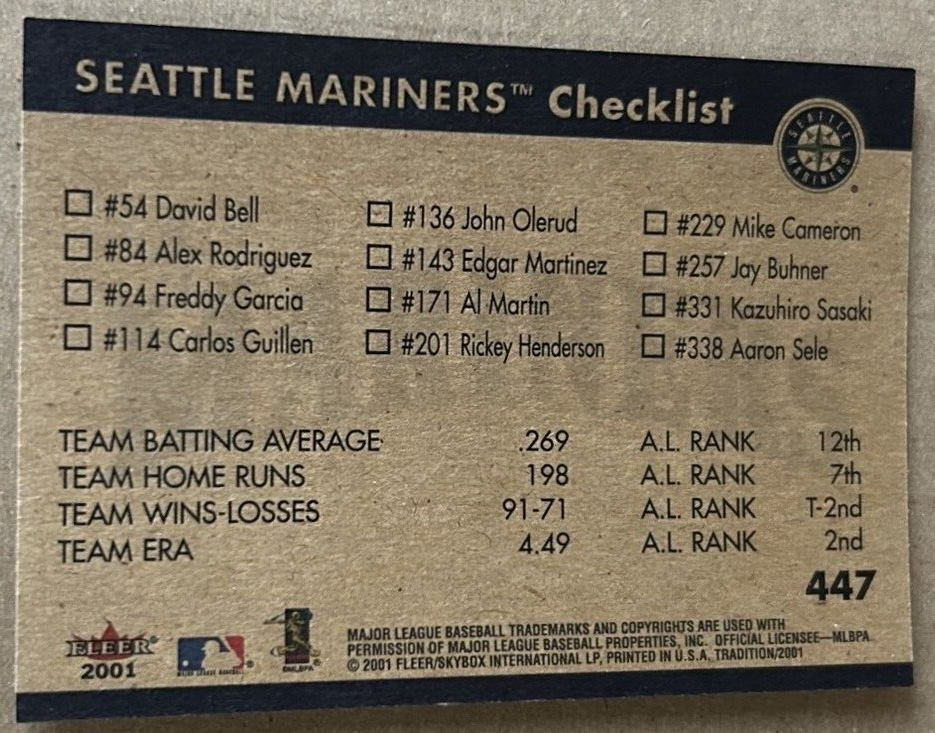 SEATTLE MARINERS™ Checklist
SEATTLE MARINERS
#54 David Bell
#84 Alex Rodriguez
#94 Freddy Garcia
#114 Carlos Guillen
#136 John Olerud
#143 Edgar Martinez
#171 Al Martin
#201 Rickey Henderson
#229 Mike Cameron
#257 Jay Buhner
#331 Kazuhiro Sasaki
#338 Aaron Sele
TEAM BATTING AVERAGE .269 A.L. RANK 12th
TEAM HOME RUNS 198 A.L. RANK 7th
TEAM WINS-LOSSES 91-71 A.L. RANK T-2nd
TEAM ERA 4.49 A.L. RANK 2nd
447
FLEER®
2001
MAJOR LEAGUE BASEBALL
©MLBPA
MAJOR LEAGUE BASEBALL TRADEMARKS AND COPYRIGHTS ARE USED WITH
PERMISSION OF MAJOR LEAGUE BASEBALL PROPERTIES, INC. OFFICIAL LICENSEE—MLBPA
© 2001 FLEER/SKYBOX INTERNATIONAL LP, PRINTED IN U.S.A. TRADITION/2001